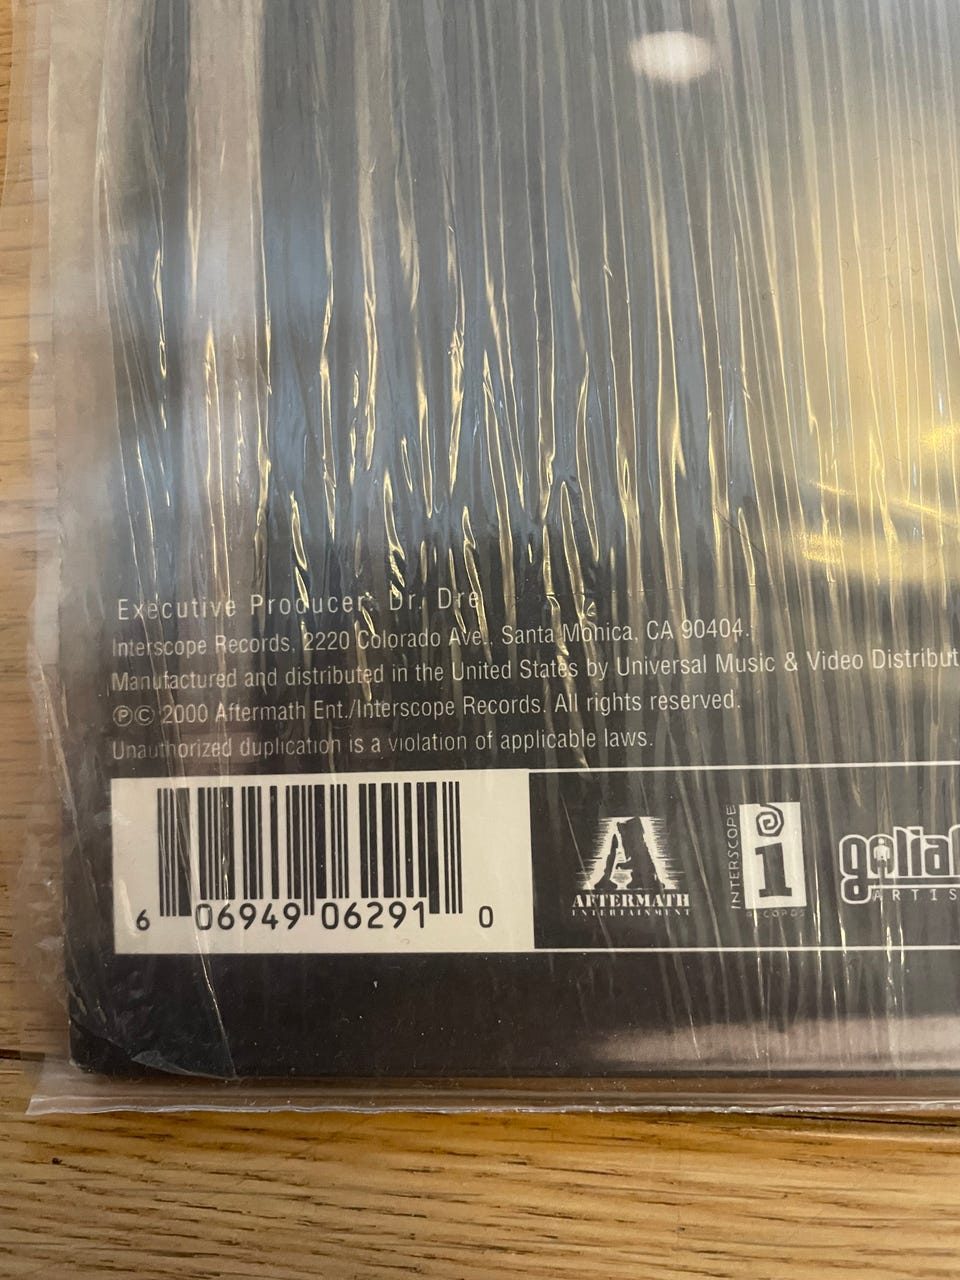 Executive Producer: Dr. Dre
Interscope Records, 2220 Colorado Ave., Santa Monica, CA 90404.
Manufactured and distributed in the United States by Universal Music & Video Distribut
℗© 2000 Aftermath Ent./Interscope Records. All rights reserved.
Unauthorized duplication is a violation of applicable laws.
6 06949 06291 0
AFTERMATH
ENTERTAINMENT
INTERSCOPE
i
RECORDS
goliat
ARTIS